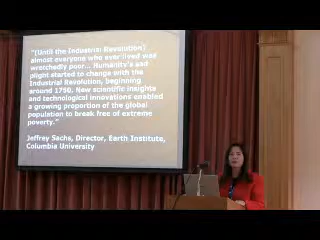 "(Until the Industrial Revolution)
almost everyone who ever lived was
wretchedly poor... Humanity's sad
plight started to change with the
Industrial Revolution, beginning
around 1750. New scientific insights
and technological innovations enabled
a growing proportion of the global
population to break free of extreme
poverty."
Jeffrey Sachs, Director, Earth Institute,
Columbia University